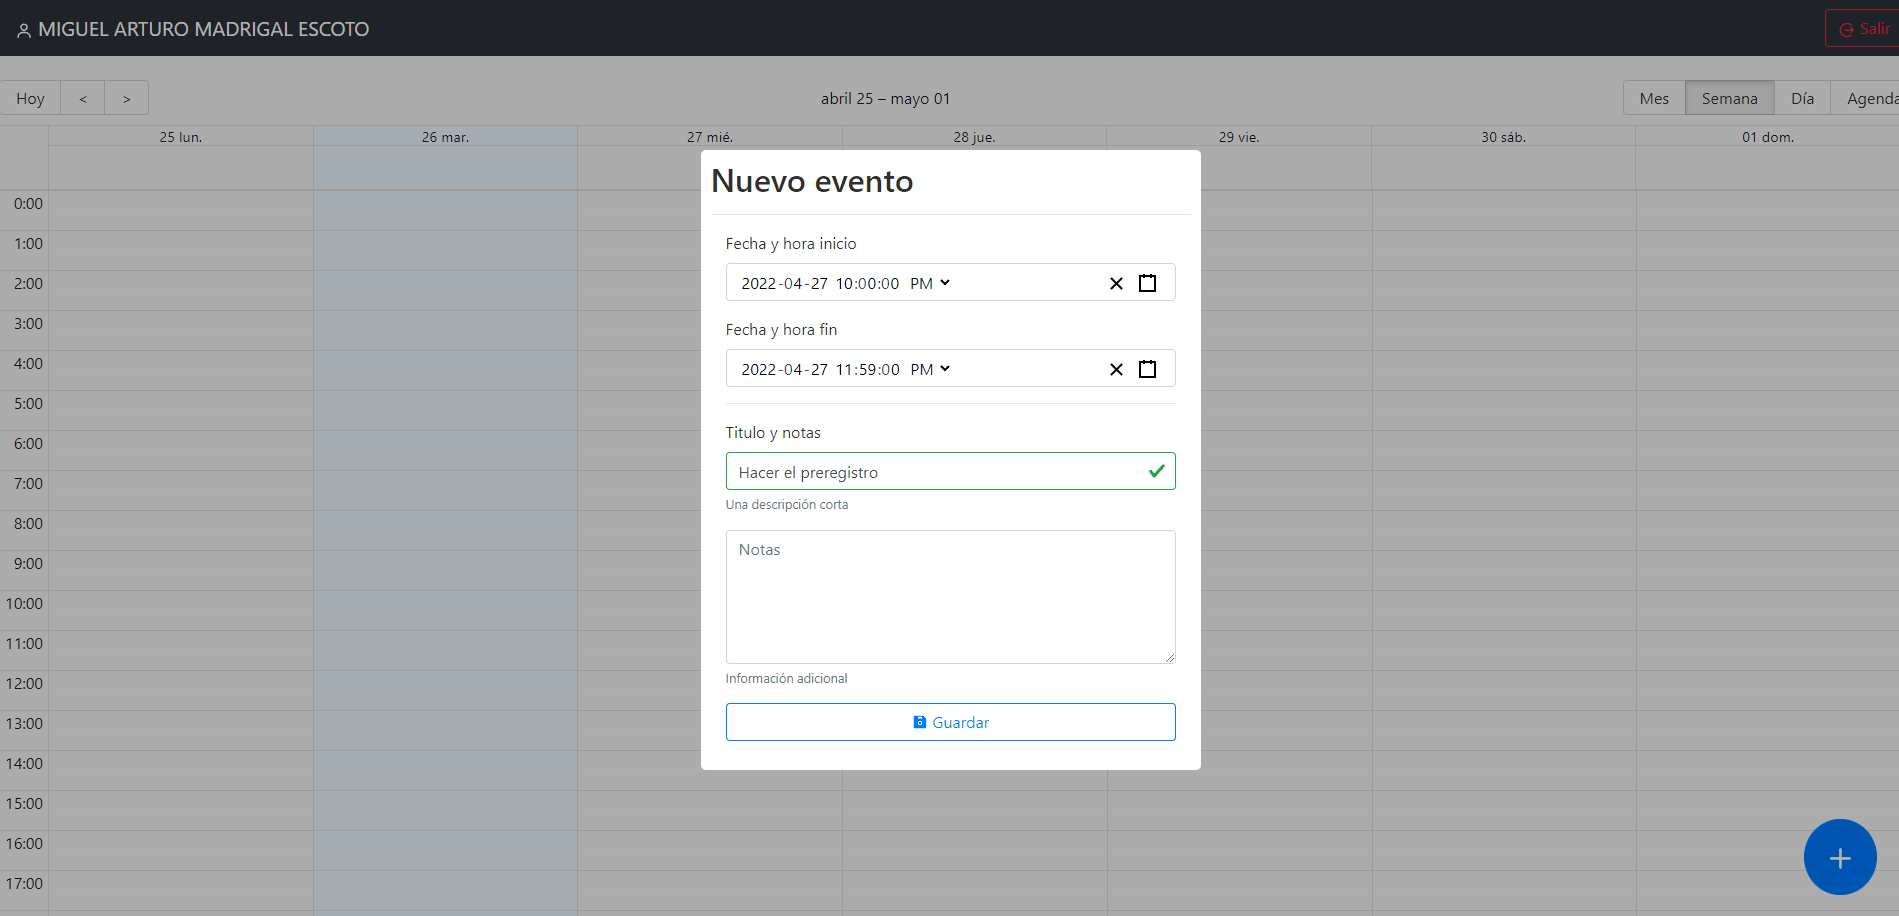 MIGUEL ARTURO MADRIGAL ESCOTO
Salir
Hoy < >
abril 25 – mayo 01
Mes Semana Día Agenda
25 lun. 26 mar. 27 mié. 28 jue. 29 vie. 30 sáb. 01 dom.
Nuevo evento
Fecha y hora inicio
2022-04-27 10:00:00 PM
Fecha y hora fin
2022-04-27 11:59:00 PM
Titulo y notas
Hacer el preregistro
Una descripción corta
Notas
Información adicional
Guardar
0:00
1:00
2:00
3:00
4:00
5:00
6:00
7:00
8:00
9:00
10:00
11:00
12:00
13:00
14:00
15:00
16:00
17:00
+